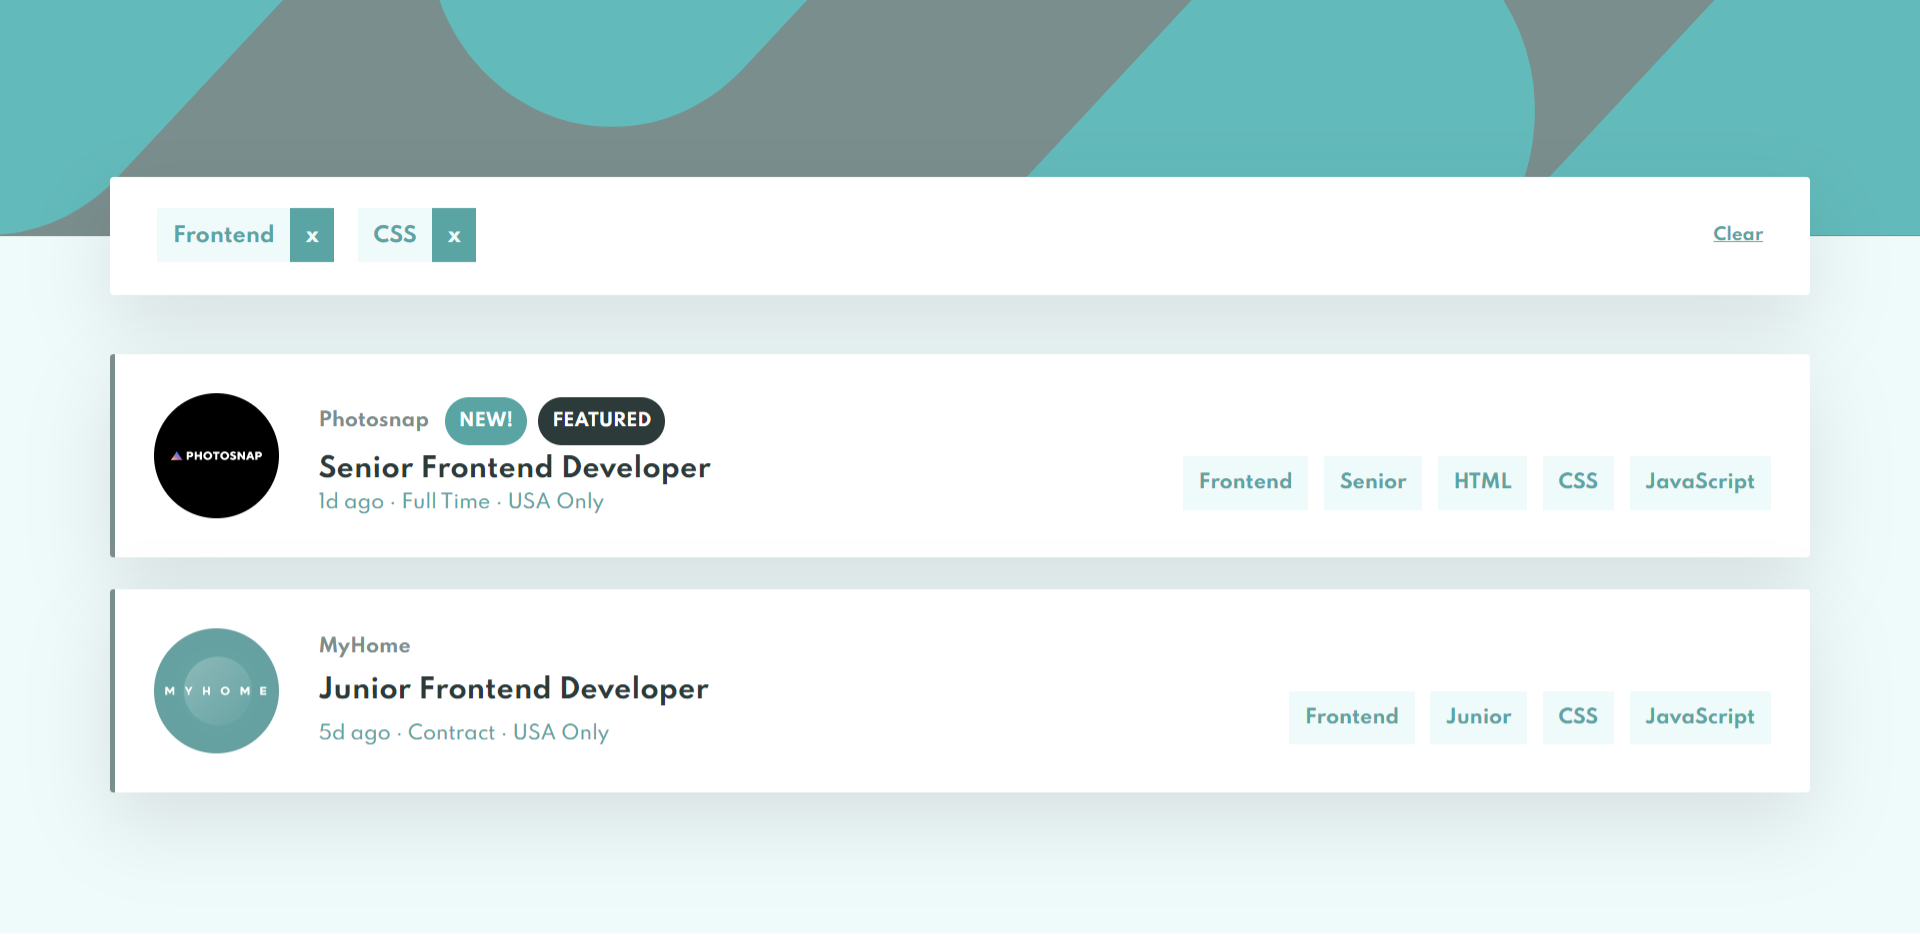 Frontend x CSS x Clear
PHOTOSNAP
Photosnap NEW! FEATURED
Senior Frontend Developer
1d ago · Full Time · USA Only
Frontend Senior HTML CSS JavaScript
MYHOME
MyHome
Junior Frontend Developer
5d ago · Contract · USA Only
Frontend Junior CSS JavaScript